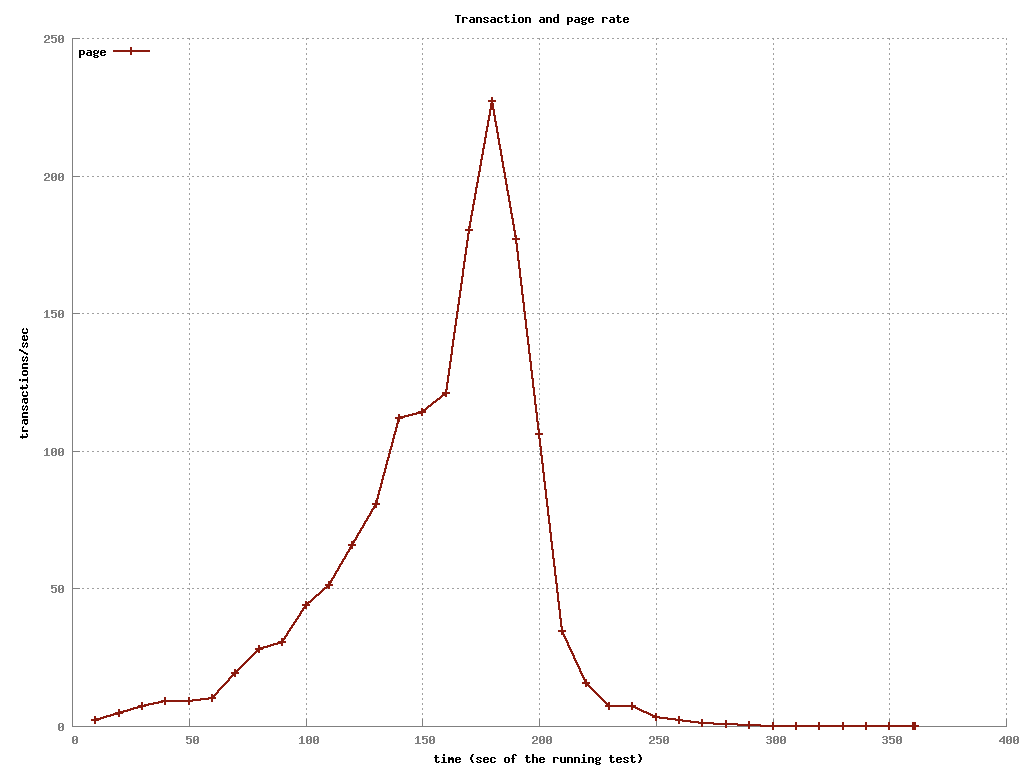 Transaction and page rate
250
page
200
150
transactions/sec
100
50
0
0 50 100 150 200 250 300 350 400
time (sec of the running test)